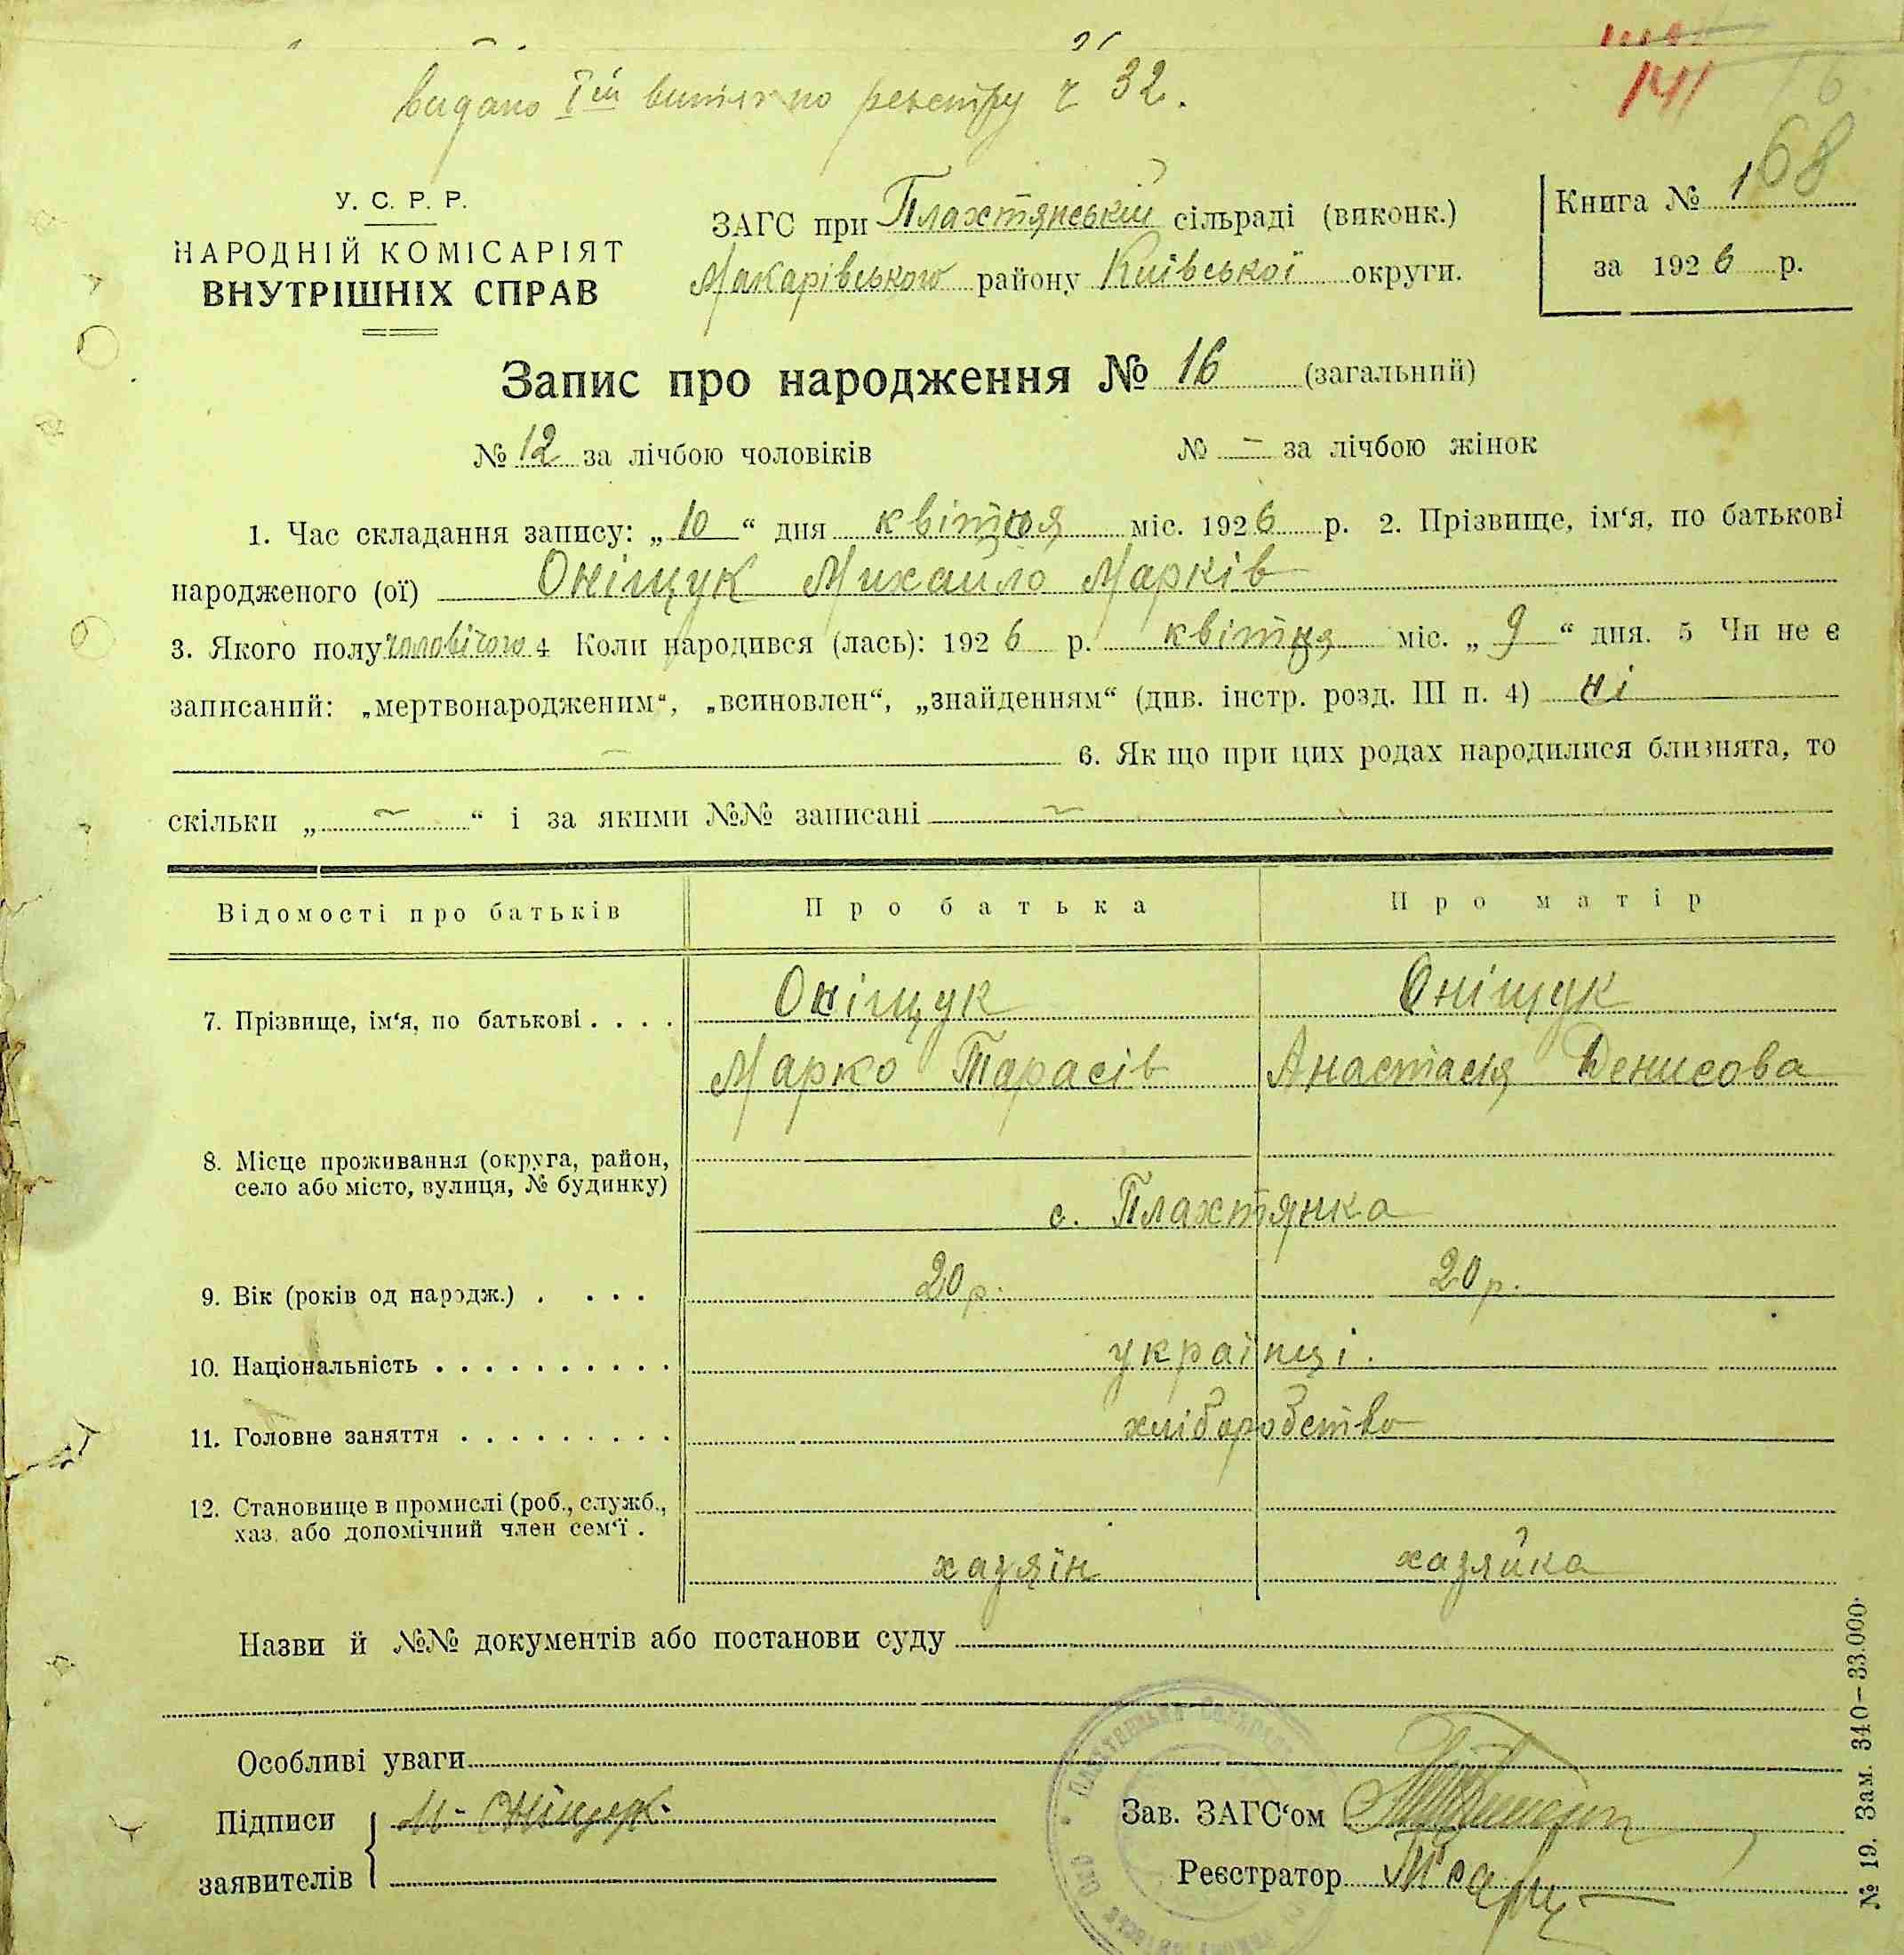 видано Iій витяг по реєстру ч 32.
141
68
У. С. Р. Р.
НАРОДНІЙ КОМІСАРІЯТ
ВНУТРІШНІХ СПРАВ
ЗАГС при Плахтянській сільраді (виконк.)
Макарівського району Київської округи.
Книга № 1
за 1926 р.
Запис про народження № 16 (загальний)
№ 12 за лічбою чоловіків № – за лічбою жінок
1. Час складання запису: „ 10 “ дня квітня міс. 1926 р. 2. Прізвище, ім‘я, по батькові
народженого (ої) Оніщук Михайло Марків
3. Якого полу чоловічого 4 Коли народився (лась): 1926 р. квітня міс. „ 9 “ дня. 5 Чи не є
записаний: „мертвонародженим“, „всиновлен“, „знайденням“ (див. інстр. розд. III п. 4) ні
– 6. Як що при цих родах народилися близнята, то
скільки „ ~ “ і за якими №№ записані ~
Відомості про батьків Про батька Про матір
7. Прізвище, ім‘я, по батькові . . . . Оніщук Оніщук
Марко Тарасів Анастасія Денисова
8. Місце проживання (округа, район,
село або місто, вулиця, № будинку) с. Плахтянка
9. Вік (років од народж.) . . . . 20 р. 20 р.
10. Національність . . . . . . . . . . українці.
11. Головне заняття . . . . . . . . . хліборобство
12. Становище в промислі (роб., служб.,
хаз. або допомічний член сем‘ї .
хазяїн хазяйка
Назви й №№ документів або постанови суду
Особливі уваги
Підписи М. Оніщук. Зав. ЗАГС‘ом
заявителів Реєстратор
№ 19. Зам. 340–33.000.